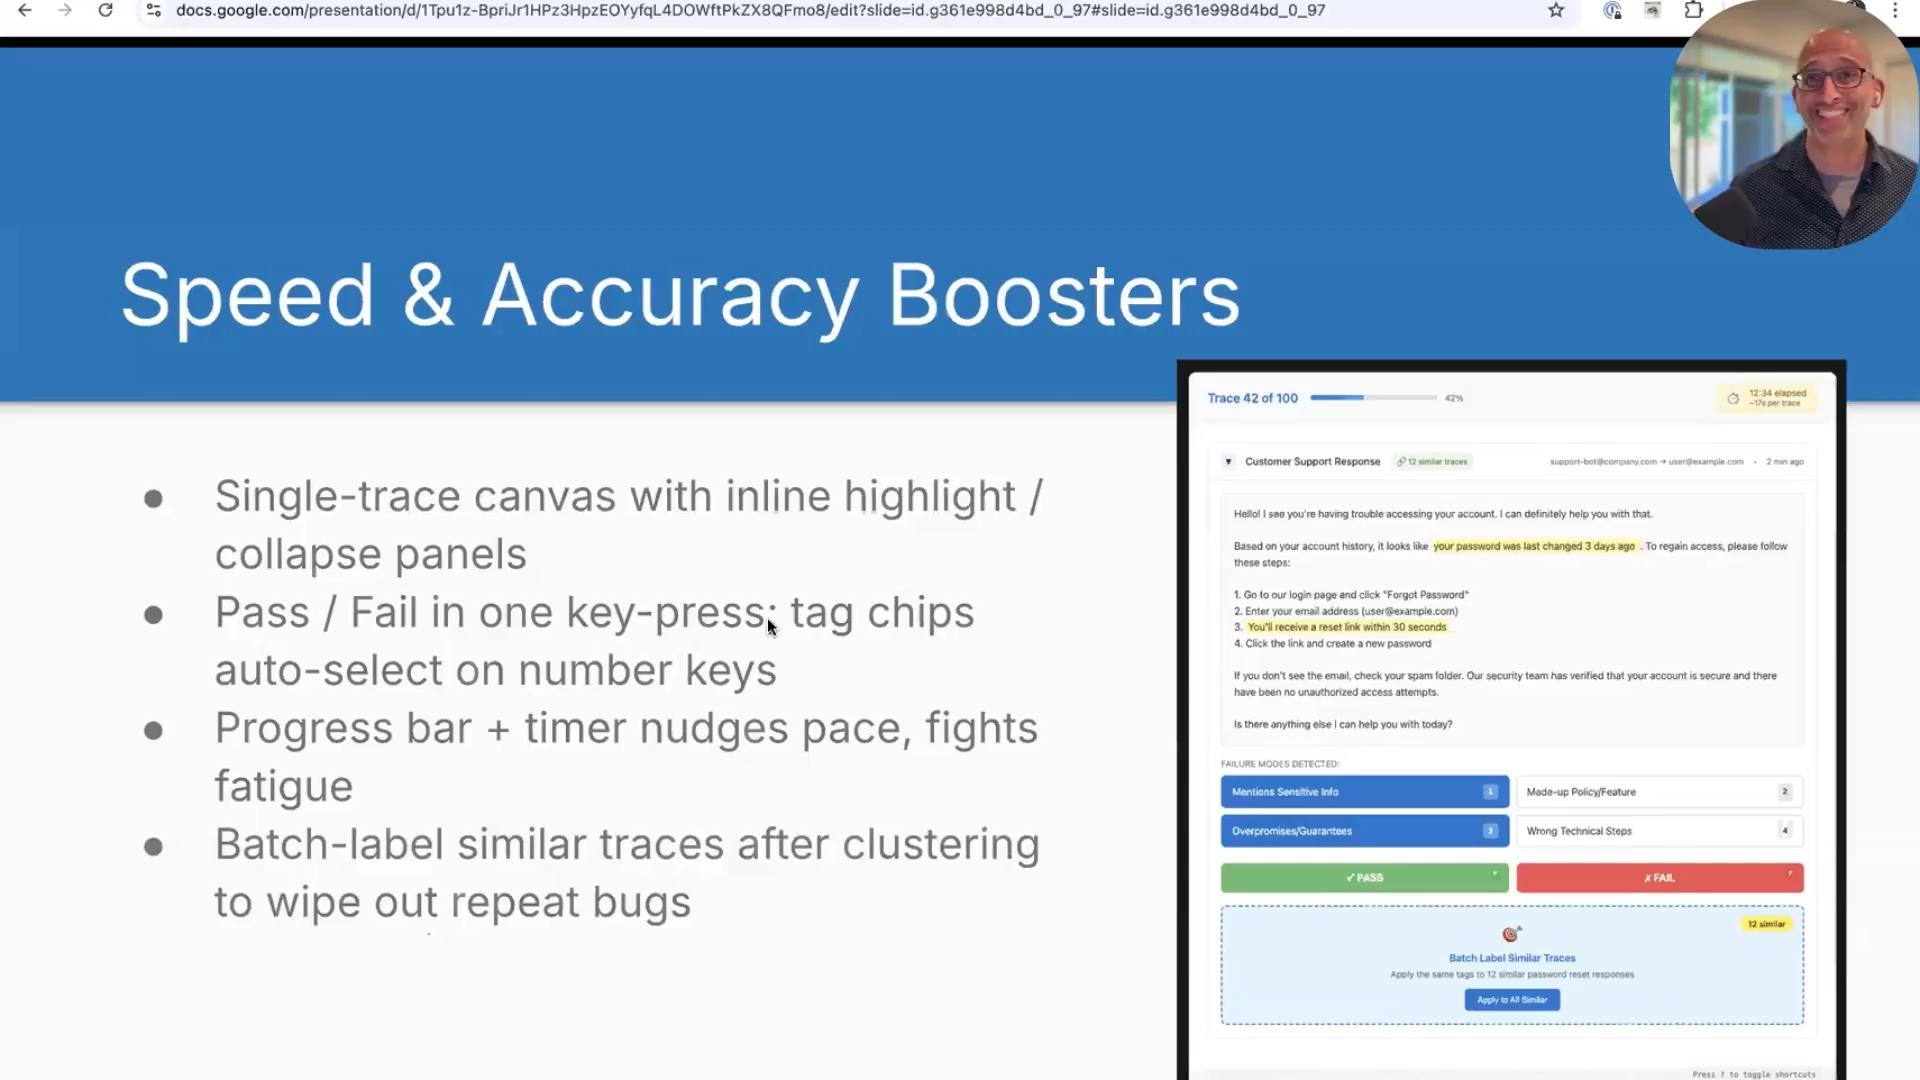 docs.google.com/presentation/d/1Tpu1z-BpriJr1HPz3HpzEOYyfqL4DOWftPkZX8QFmo8/edit?slide=id.g361e998d4bd_0_97#slide=id.g361e998d4bd_0_97
Speed & Accuracy Boosters
● Single-trace canvas with inline highlight /
collapse panels
● Pass / Fail in one key-press; tag chips
auto-select on number keys
● Progress bar + timer nudges pace, fights
fatigue
● Batch-label similar traces after clustering
to wipe out repeat bugs
Trace 42 of 100 42%
12:34 elapsed
~17s per trace
▼ Customer Support Response 12 similar traces support-bot@company.com → user@example.com • 2 min ago
Hello! I see you're having trouble accessing your account. I can definitely help you with that.
Based on your account history, it looks like your password was last changed 3 days ago . To regain access, please follow
these steps:
1. Go to our login page and click "Forgot Password"
2. Enter your email address (user@example.com)
3. You'll receive a reset link within 30 seconds
4. Click the link and create a new password
If you don't see the email, check your spam folder. Our security team has verified that your account is secure and there
have been no unauthorized access attempts.
Is there anything else I can help you with today?
FAILURE MODES DETECTED:
Mentions Sensitive Info 1 Made-up Policy/Feature 2
Overpromises/Guarantees 3 Wrong Technical Steps 4
✓ PASS ✗ FAIL
12 similar
Batch Label Similar Traces
Apply the same tags to 12 similar password reset responses
Apply to All Similar
Press ? to toggle shortcuts